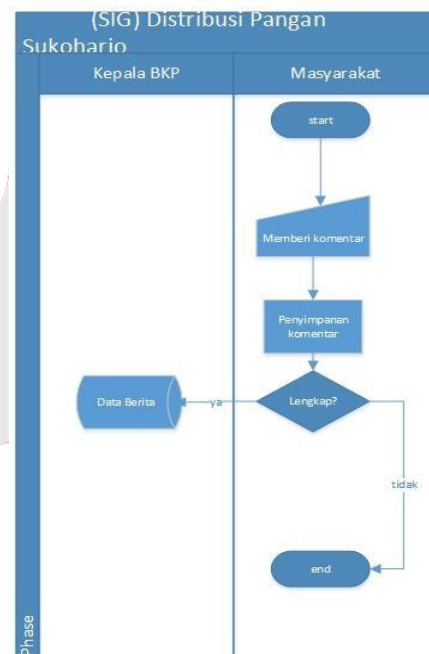 (SIG) Distribusi Pangan
Sukoharjo
Kepala BKP
Masyarakat
start
Memberi komentar
Penyimpanan
komentar
Lengkap?
ya
Data Berita
tidak
end
Phase